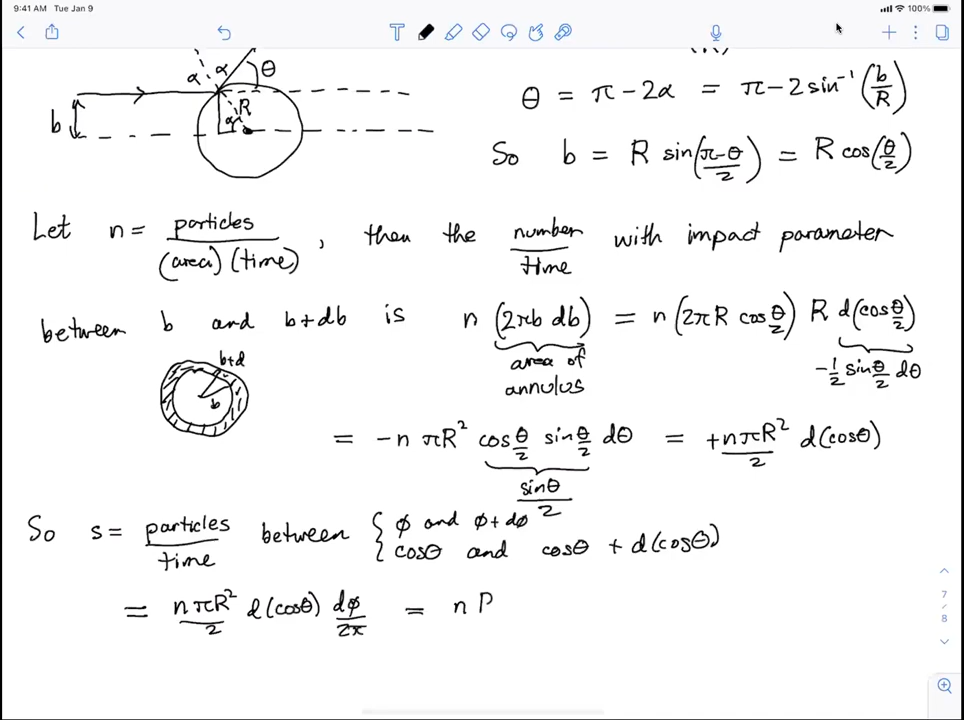 9:41 AM Tue Jan 9
100%
α α θ
b R α
θ = π - 2α = π - 2 sin⁻¹(b/R)
So b = R sin((π-θ)/2) = R cos(θ/2)
Let n = particles/(area)(time), then the number/time with impact parameter
between b and b+db is n (2πb db) = n (2πR cos θ/2) R d(cos θ/2)
area of
annulus
-1/2 sin θ/2 dθ
b+d
b
= -n πR² cos θ/2 sin θ/2 dθ = +nπR²/2 d(cosθ)
sinθ/2
So s = particles/time between { φ and φ+dφ
cosθ and cosθ + d(cosθ)
= nπR²/2 d(cosθ) dφ/2π = n
7
/
8